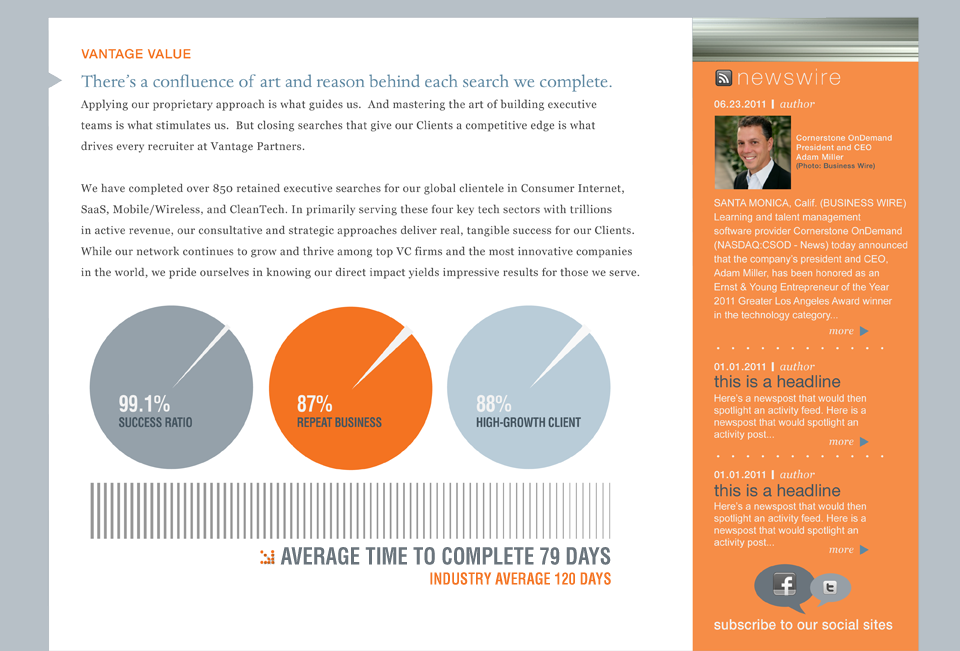 VANTAGE VALUE
There's a confluence of art and reason behind each search we complete.
Applying our proprietary approach is what guides us.  And mastering the art of building executive
teams is what stimulates us.  But closing searches that give our Clients a competitive edge is what
drives every recruiter at Vantage Partners.
We have completed over 850 retained executive searches for our global clientele in Consumer Internet,
SaaS, Mobile/Wireless, and CleanTech. In primarily serving these four key tech sectors with trillions
in active revenue, our consultative and strategic approaches deliver real, tangible success for our Clients.
While our network continues to grow and thrive among top VC firms and the most innovative companies
in the world, we pride ourselves in knowing our direct impact yields impressive results for those we serve.
99.1%
SUCCESS RATIO
87%
REPEAT BUSINESS
88%
HIGH-GROWTH CLIENT
AVERAGE TIME TO COMPLETE 79 DAYS
INDUSTRY AVERAGE 120 DAYS
newswire
06.23.2011 | author
Cornerstone OnDemand
President and CEO
Adam Miller
(Photo: Business Wire)
SANTA MONICA, Calif. (BUSINESS WIRE)
Learning and talent management
software provider Cornerstone OnDemand
(NASDAQ:CSOD - News) today announced
that the company's president and CEO,
Adam Miller, has been honored as an
Ernst & Young Entrepreneur of the Year
2011 Greater Los Angeles Award winner
in the technology category...
more
01.01.2011 | author
this is a headline
Here's a newspost that would then
spotlight an activity feed. Here is a
newspost that would spotlight an
activity post...
more
01.01.2011 | author
this is a headline
Here's a newspost that would then
spotlight an activity feed. Here is a
newspost that would spotlight an
activity post...
more
f
t
subscribe to our social sites